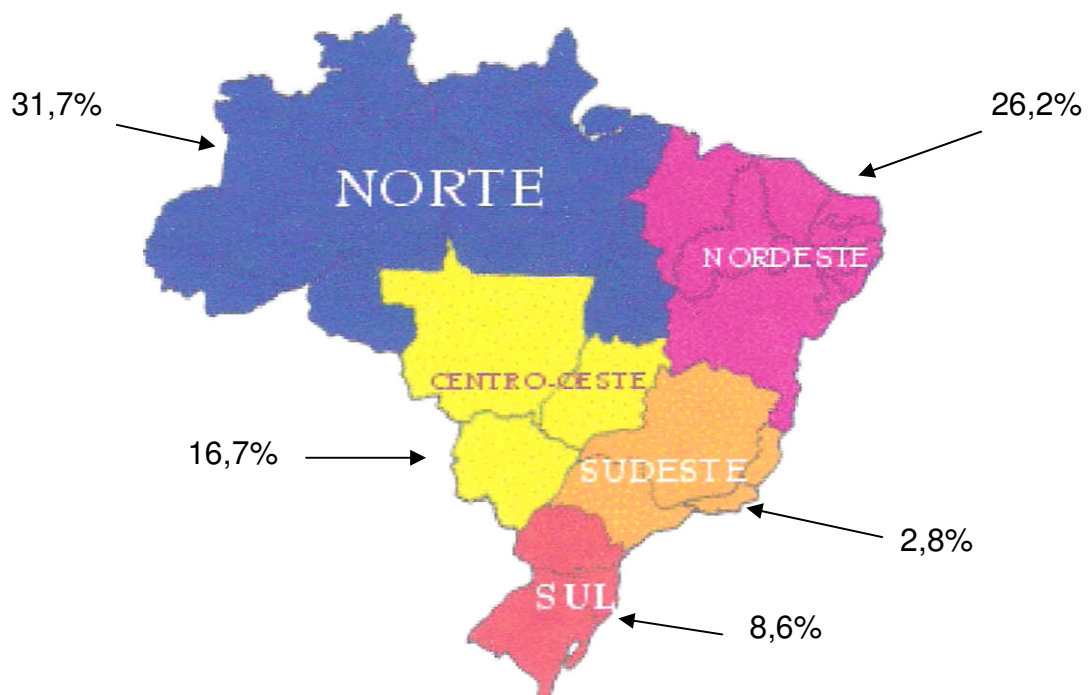 31,7%
26,2%
NORTE
NORDESTE
CENTRO-OESTE
16,7%
SUDESTE
2,8%
SUL
8,6%